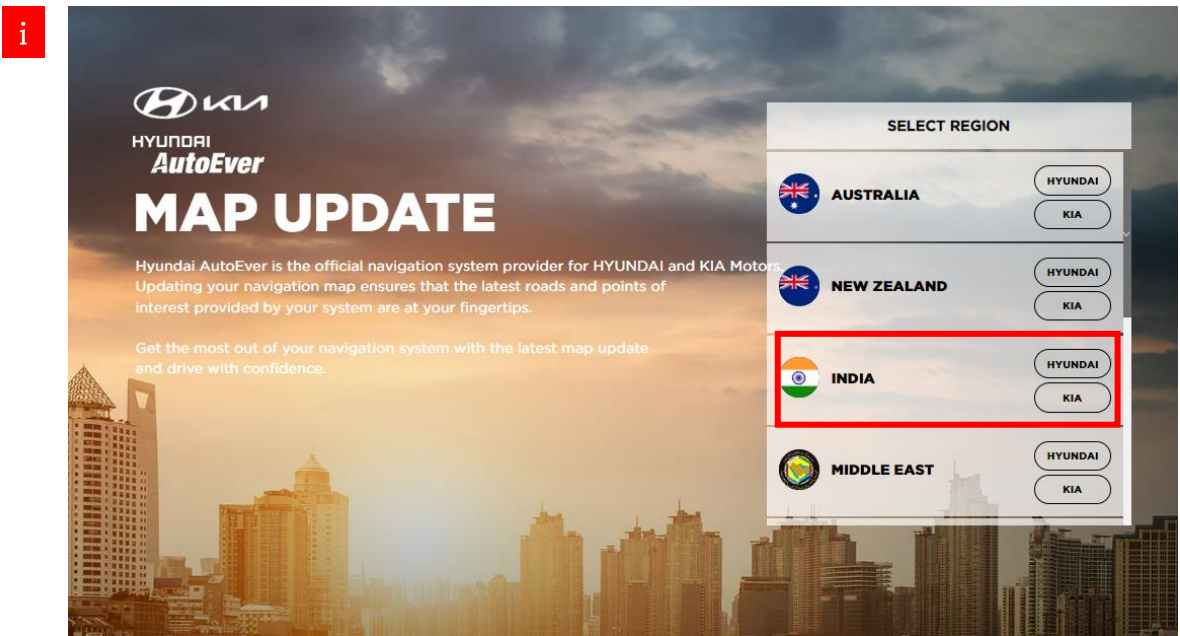 i
KIA
HYUNDAI
AutoEver
MAP UPDATE
Hyundai AutoEver is the official navigation system provider for HYUNDAI and KIA Motors.
Updating your navigation map ensures that the latest roads and points of
interest provided by your system are at your fingertips.
Get the most out of your navigation system with the latest map update
and drive with confidence.
SELECT REGION
AUSTRALIA
HYUNDAI
KIA
NEW ZEALAND
HYUNDAI
KIA
INDIA
HYUNDAI
KIA
MIDDLE EAST
HYUNDAI
KIA